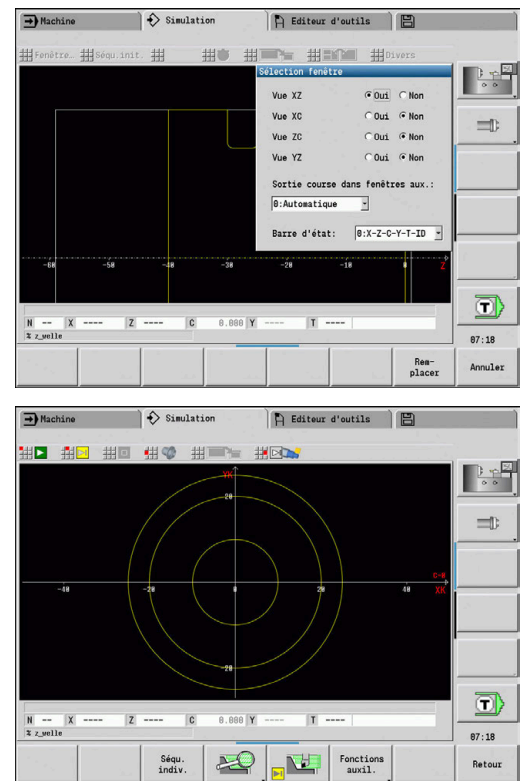 Machine
Simulation
Editeur d'outils
Fenêtre. Séqu.init. Divers
Sélection fenêtre
Vue XZ Oui Non
Vue XC Oui Non
Vue ZC Oui Non
Vue YZ Oui Non
Sortie course dans fenêtres aux.:
0:Automatique
Barre d'état: 0:X-Z-C-Y-T-ID
-60 -50 -40 -30 -20 -10 0 Z
T
N -- X ---- Z ---- C 0.000 Y ---- T ----
% z_welle
07:18
Rem-
placer
Annuler
Machine
Simulation
Editeur d'outils
YK
20
-40 -20 0 20 40 XK
-20
T
N -- X ---- Z ---- C 0.000 Y ---- T ----
% z_welle
07:18
Séqu.
indiv.
Fonctions
auxil.
Retour